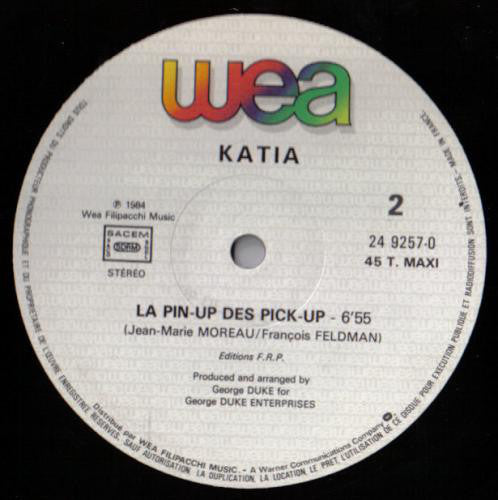 wea
KATIA
℗ 1984
Wea Filipacchi Music
2
SACEM
SDRM
SACD
SGDL
STÉRÉO
24 9257-0
45 T. MAXI
LA PIN-UP DES PICK-UP - 6'55
(Jean-Marie MOREAU/François FELDMAN)
Editions F.R.P.
Produced and arranged by
George DUKE for
George DUKE ENTERPRISES
TOUS DROITS DU PRODUCTEUR PHONOGRAPHIQUE ET DU PROPRIETAIRE DE L'ŒUVRE ENREGISTREE RESERVES. SAUF AUTORISATION, LA DUPLICATION, LA LOCATION, LE PRET, L'UTILISATION DE CE DISQUE POUR EXECUTION PUBLIQUE ET RADIODIFFUSION SONT INTERDITS. MADE IN FRANCE.
Distribué par WEA FILIPACCHI MUSIC. - A Warner Communications Company